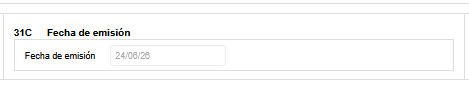 31C Fecha de emisión
Fecha de emisión 24/06/26